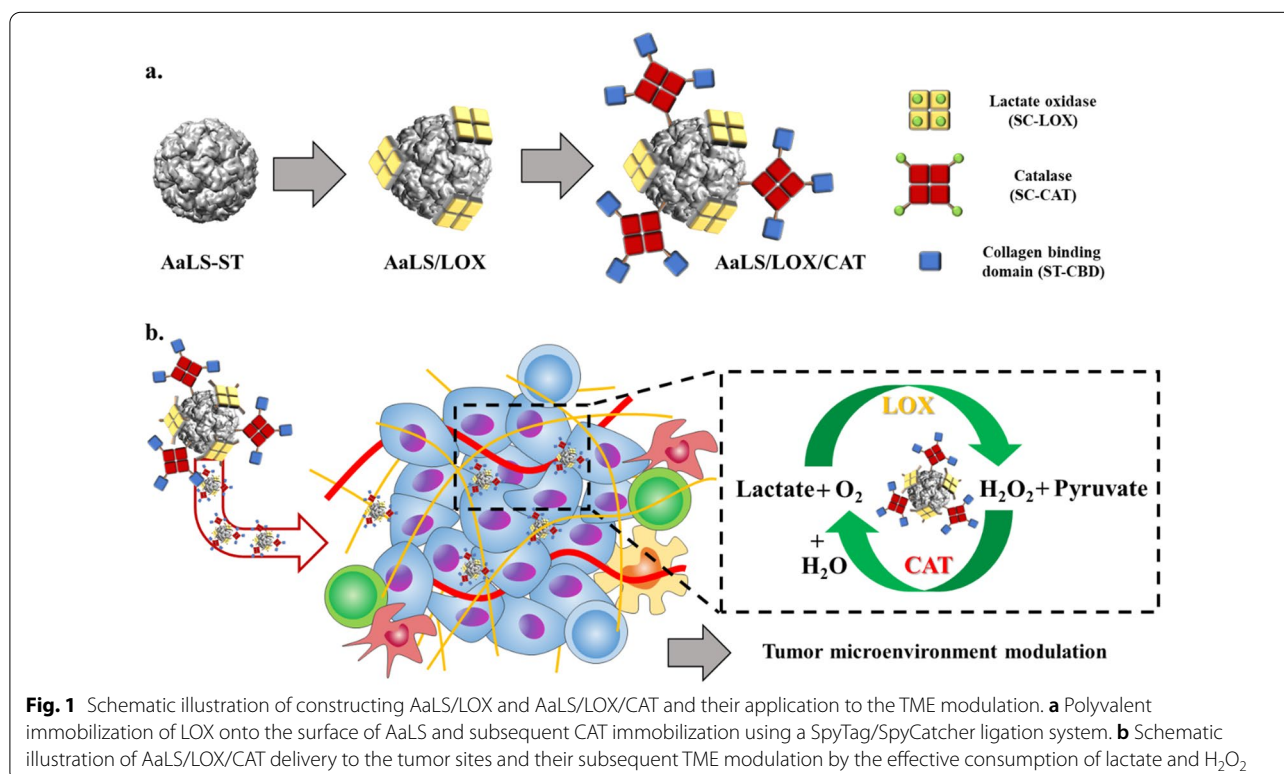 a.
AaLS-ST
AaLS/LOX
AaLS/LOX/CAT
Lactate oxidase
(SC-LOX)
Catalase
(SC-CAT)
Collagen binding
domain (ST-CBD)
b.
LOX
Lactate + O₂
H₂O₂ + Pyruvate
+
H₂O
CAT
Tumor microenvironment modulation
Fig. 1 Schematic illustration of constructing AaLS/LOX and AaLS/LOX/CAT and their application to the TME modulation. a Polyvalent
immobilization of LOX onto the surface of AaLS and subsequent CAT immobilization using a SpyTag/SpyCatcher ligation system. b Schematic
illustration of AaLS/LOX/CAT delivery to the tumor sites and their subsequent TME modulation by the effective consumption of lactate and H₂O₂